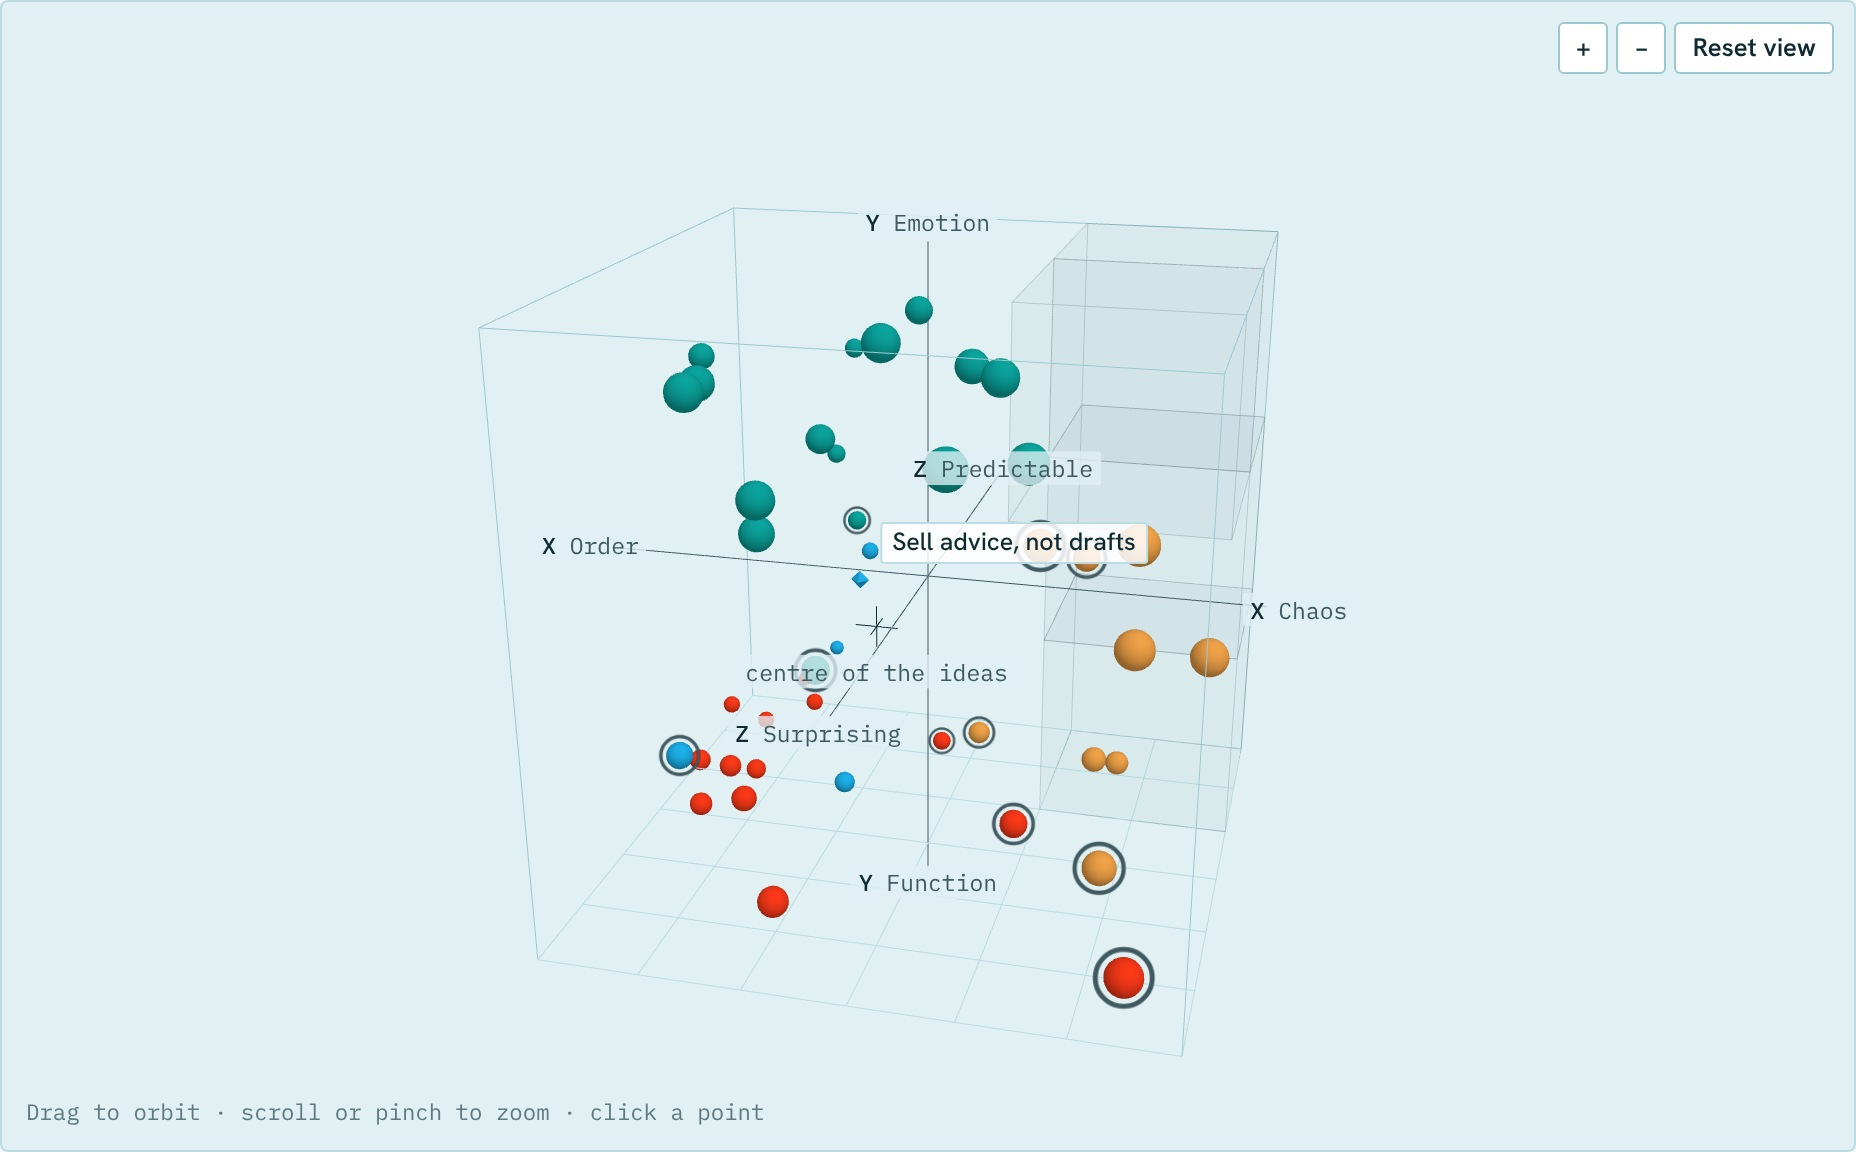 +
-
Reset view
Y Emotion
Z Predictable
Sell advice, not drafts
X Order
X Chaos
centre of the ideas
Z Surprising
Y Function
Drag to orbit · scroll or pinch to zoom · click a point